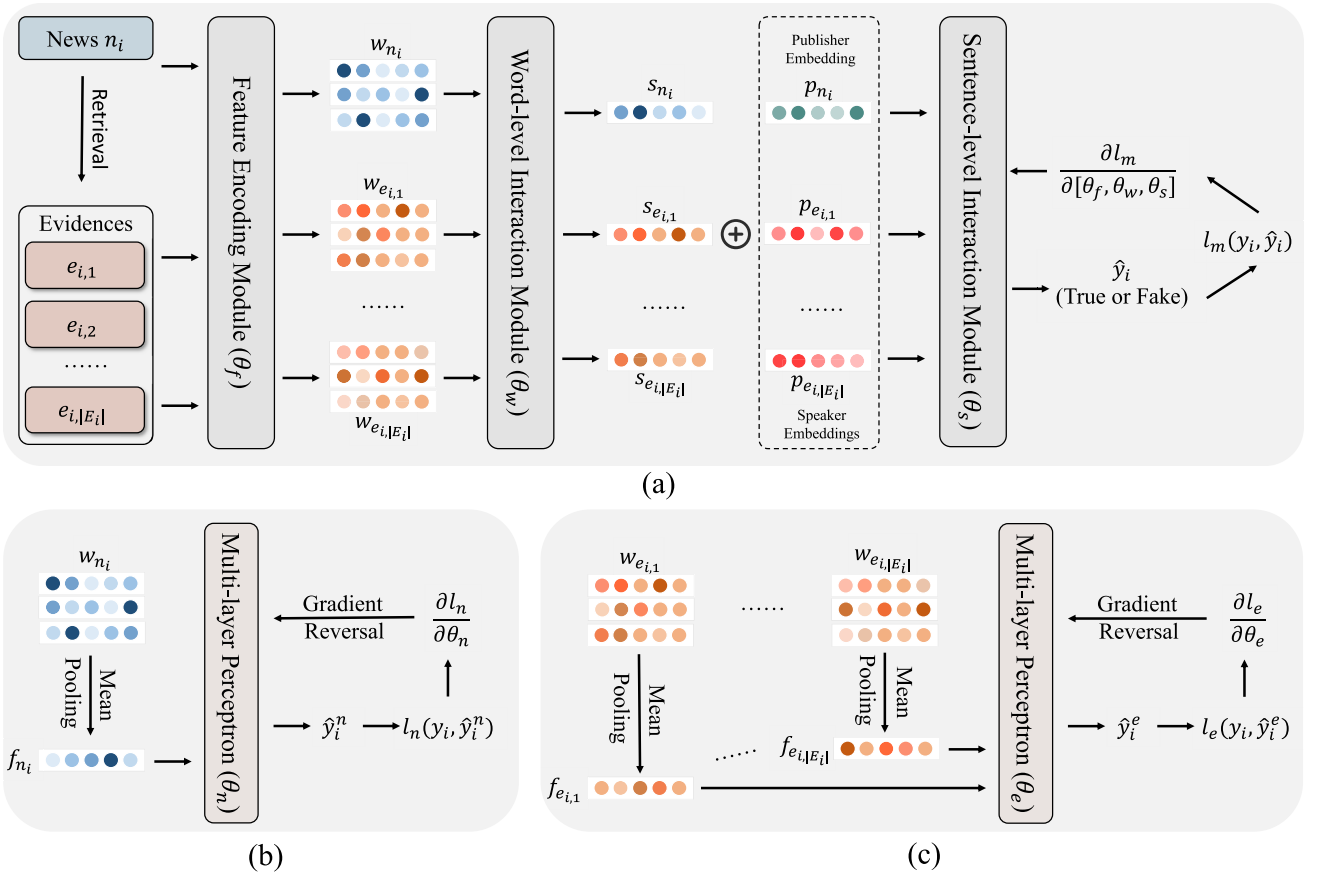 News n_i
Retrieval
Evidences
e_{i,1}
e_{i,2}
......
e_{i,|E_i|}
Feature Encoding Module (θ_f)
w_{n_i}
w_{e_{i,1}}
......
w_{e_{i,|E_i|}}
Word-level Interaction Module (θ_w)
s_{n_i}
s_{e_{i,1}}
......
s_{e_{i,|E_i|}}
Publisher
Embedding
p_{n_i}
p_{e_{i,1}}
......
p_{e_{i,|E_i|}}
Speaker
Embeddings
Sentence-level Interaction Module (θ_s)
∂l_m
∂[θ_f, θ_w, θ_s]
l_m(y_i, ŷ_i)
ŷ_i
(True or Fake)
(a)
w_{n_i}
Mean
Pooling
f_{n_i}
Multi-layer Perceptron (θ_n)
Gradient
Reversal
∂l_n
∂θ_n
ŷ_i^n
l_n(y_i, ŷ_i^n)
(b)
w_{e_{i,1}}
......
w_{e_{i,|E_i|}}
Mean
Pooling
Mean
Pooling
......
f_{e_{i,|E_i|}}
f_{e_{i,1}}
Multi-layer Perceptron (θ_e)
Gradient
Reversal
∂l_e
∂θ_e
ŷ_i^e
l_e(y_i, ŷ_i^e)
(c)